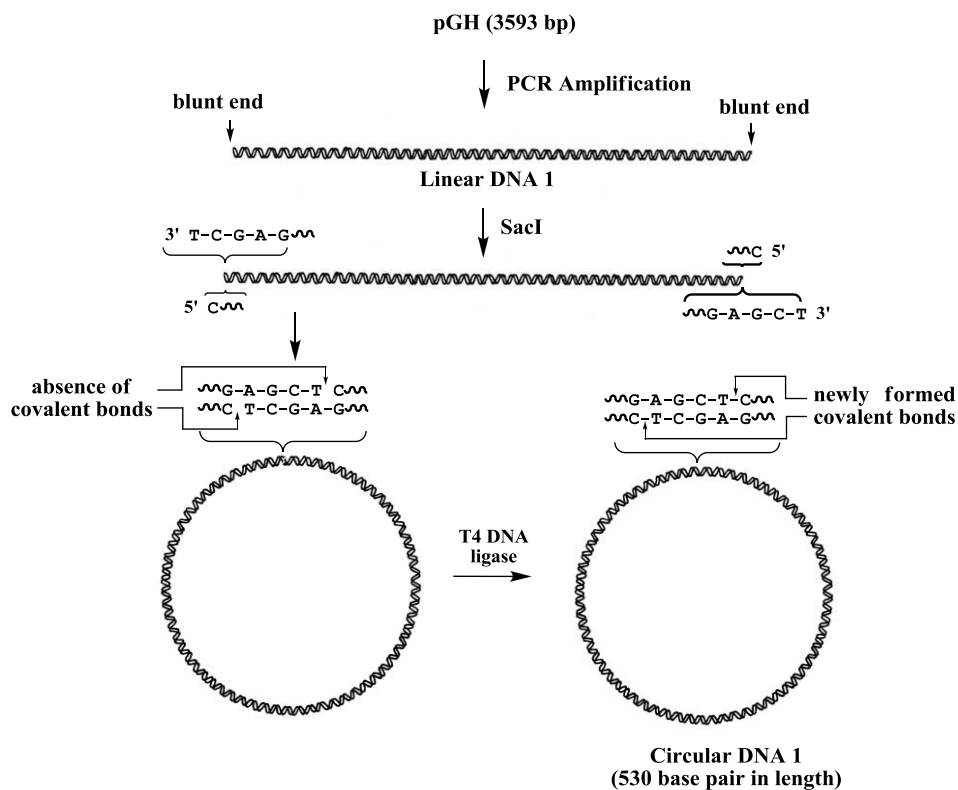 pGH (3593 bp)
PCR Amplification
blunt end
blunt end
Linear DNA 1
SacI
3' T-C-G-A-G
5' C
C 5'
G-A-G-C-T 3'
absence of
covalent bonds
G-A-G-C-T C
C T-C-G-A-G
G-A-G-C-T-C
C-T-C-G-A-G
newly formed
covalent bonds
T4 DNA
ligase
Circular DNA 1
(530 base pair in length)